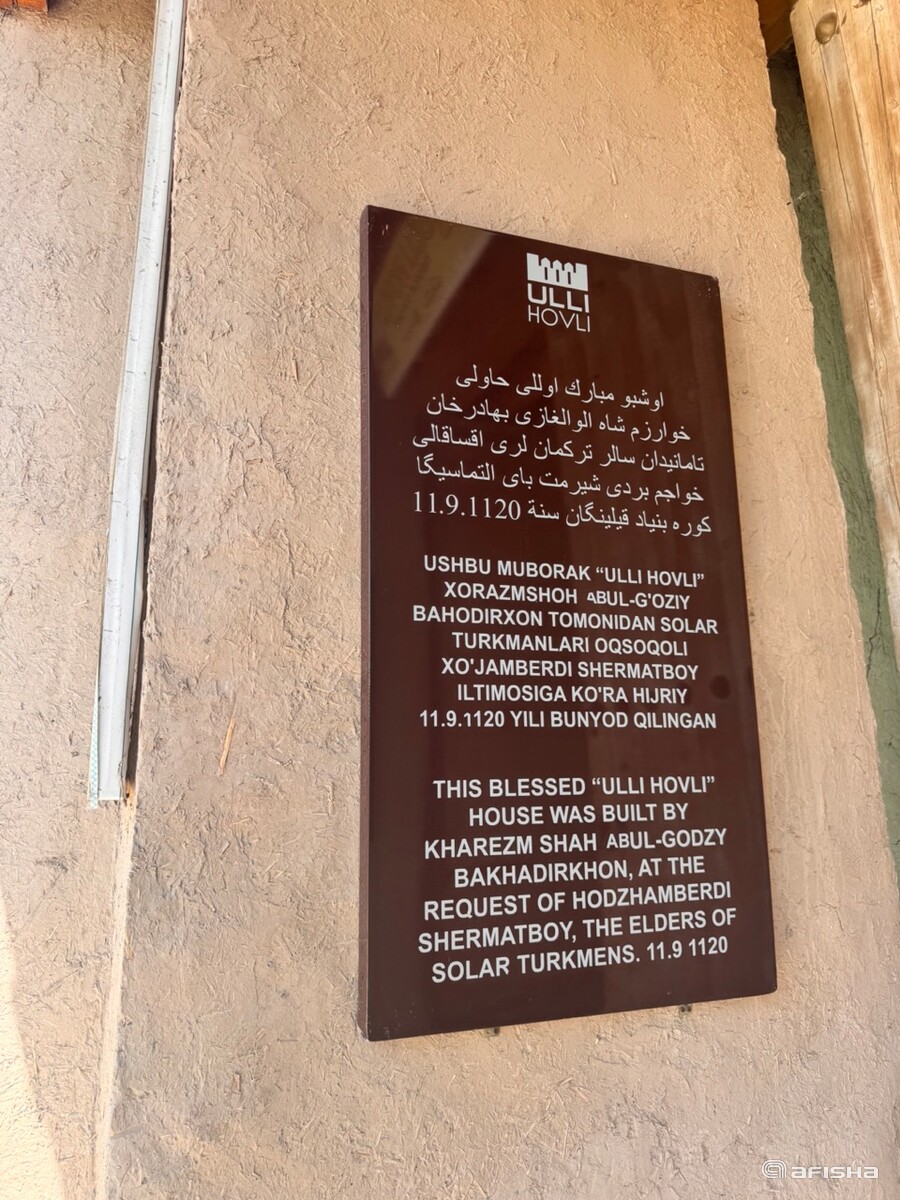 ULLI
HOVLI
اوشبو مبارك اوللی حاولی
خوارزم شاه الوالغازی بهادرخان
تامانیدان سالر ترکمان لری اقساقالی
خواجم بردی شیرمت بای التماسیگا
کوره بنیاد قیلینگان سنة 11.9.1120
USHBU MUBORAK “ULLI HOVLI”
XORAZMSHOH ABUL-G'OZIY
BAHODIRXON TOMONIDAN SOLAR
TURKMANLARI OQSOQOLI
XO'JAMBERDI SHERMATBOY
ILTIMOSIGA KO'RA HIJRIY
11.9.1120 YILI BUNYOD QILINGAN
THIS BLESSED “ULLI HOVLI”
HOUSE WAS BUILT BY
KHAREZM SHAH ABUL-GODZY
BAKHADIRKHON, AT THE
REQUEST OF HODZHAMBERDI
SHERMATBOY, THE ELDERS OF
SOLAR TURKMENS. 11.9 1120
aFISHa